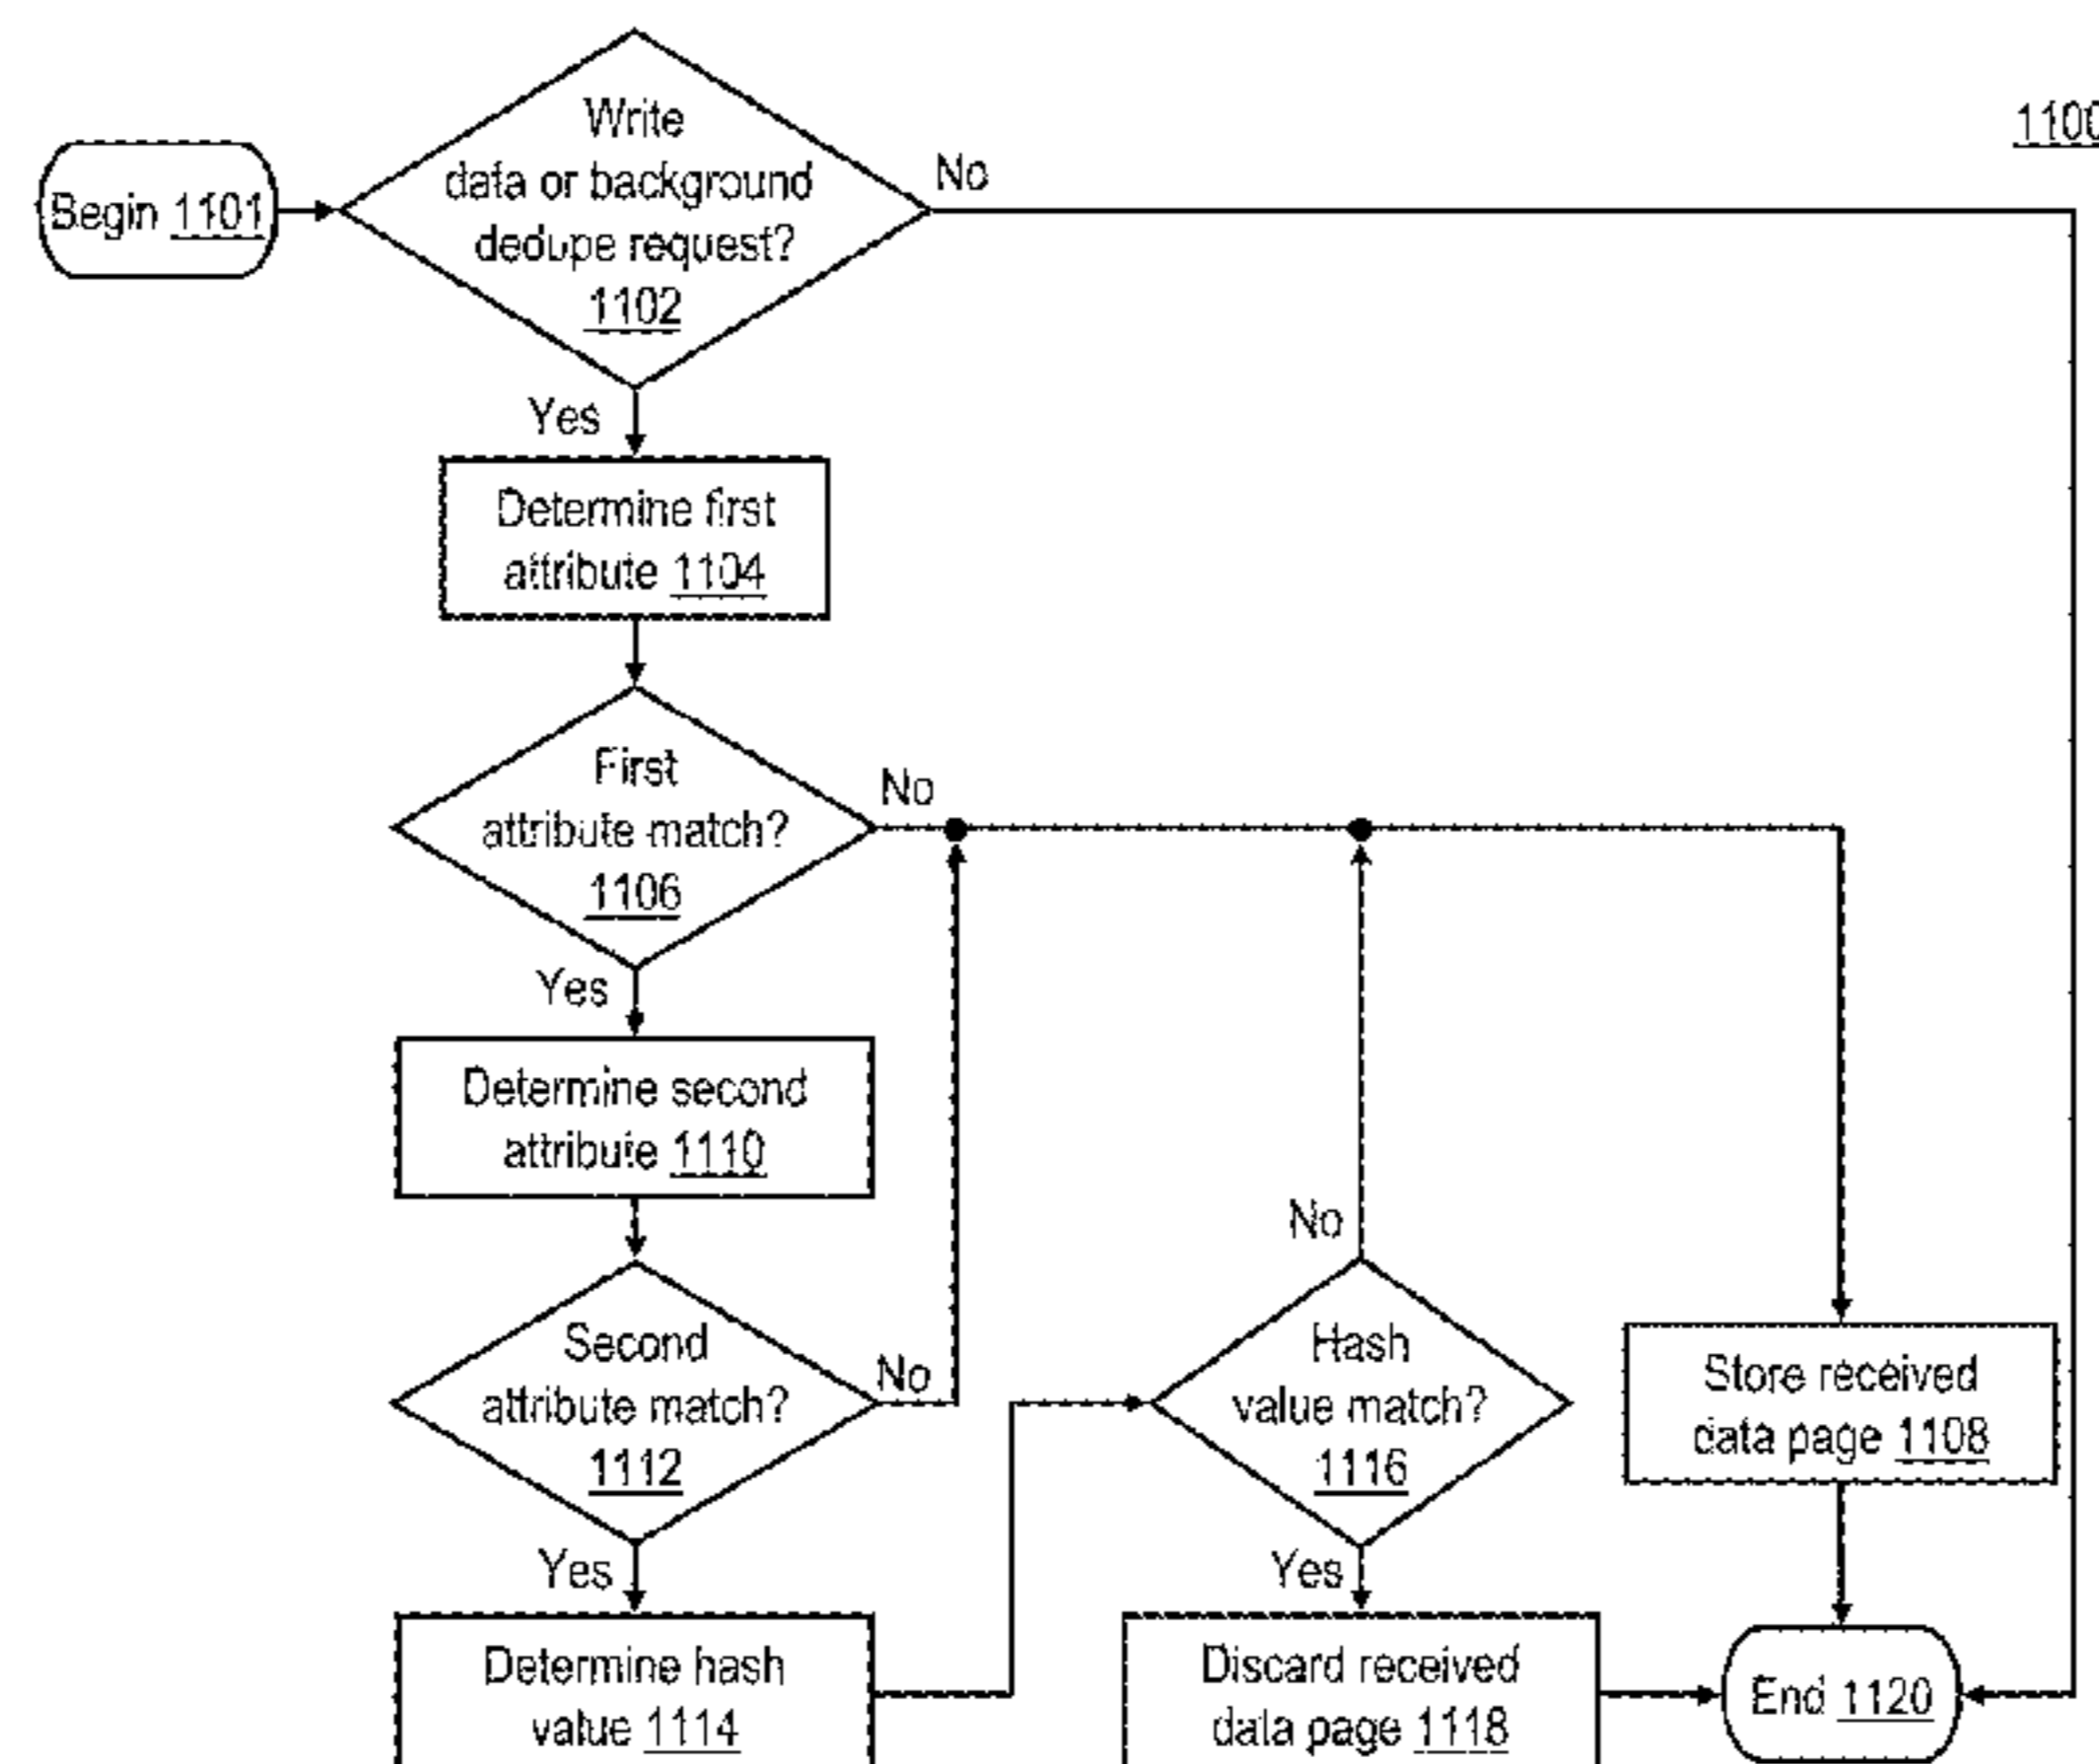 1100
Begin 1101
Write
data or background
dedupe request?
1102
No
Yes
Determine first
attribute 1104
First
attribute match?
1106
No
Yes
Determine second
attribute 1110
Second
attribute match?
1112
No
Yes
Determine hash
value 1114
Hash
value match?
1116
No
Yes
Discard received
data page 1118
Store received
data page 1108
End 1120